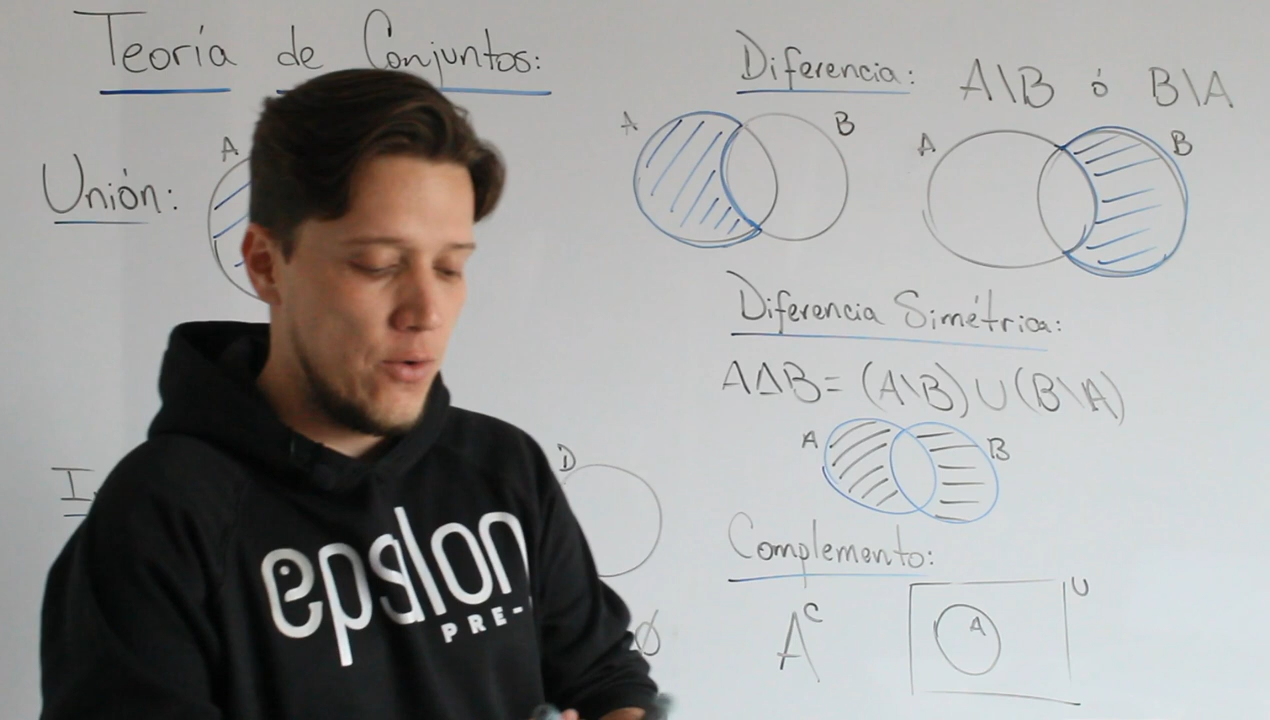 Teoría de Conjuntos:
Unión:
A
D
Ø
Diferencia: A\B ó B\A
A B A B
Diferencia Simétrica:
AΔB= (A\B)∪(B\A)
A B
Complemento:
A^C
A
U
epsilon
PRE-